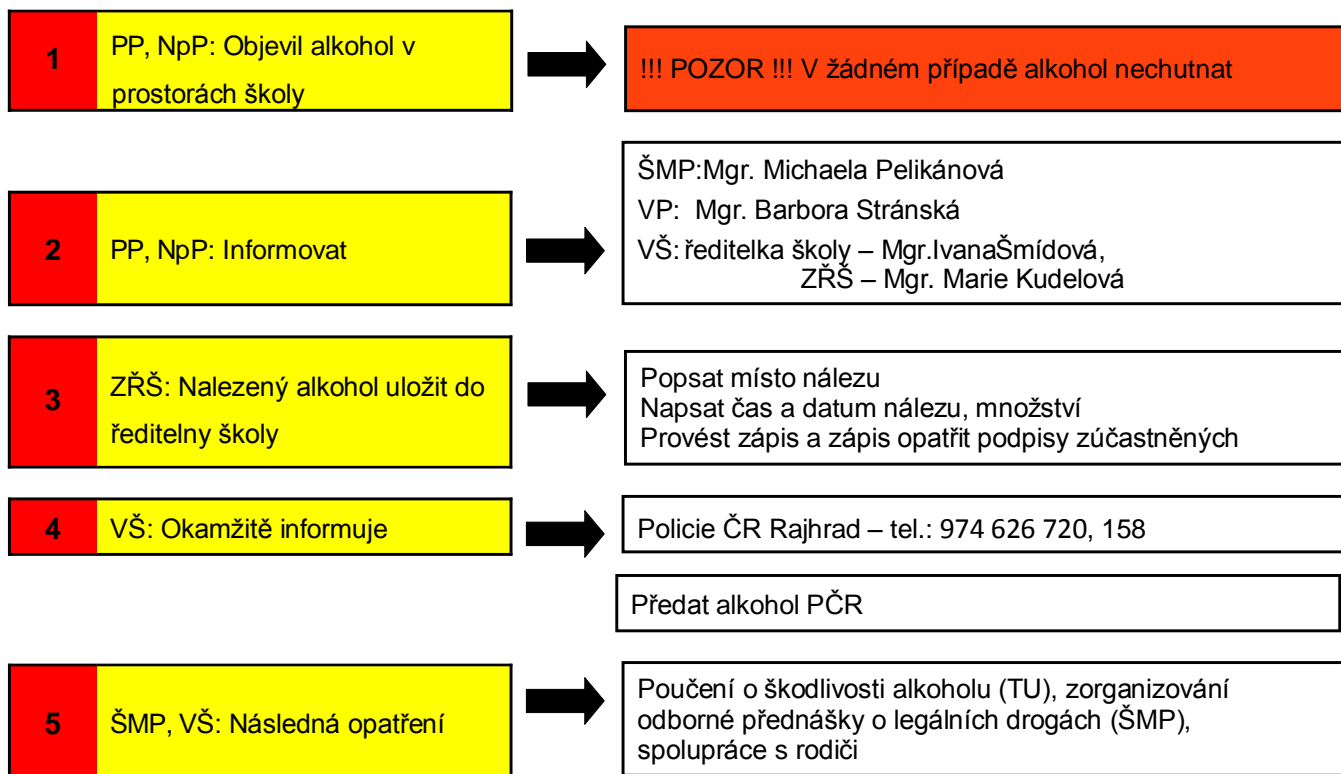 1
PP, NpP: Objevil alkohol v
prostorách školy
!!! POZOR !!! V žádném případě alkohol nechutnat
2
PP, NpP: Informovat
ŠMP:Mgr. Michaela Pelikánová
VP: Mgr. Barbora Stránská
VŠ: ředitelka školy – Mgr.IvanaŠmídová,
ZŘŠ – Mgr. Marie Kudelová
3
ZŘŠ: Nalezený alkohol uložit do
ředitelny školy
Popsat místo nálezu
Napsat čas a datum nálezu, množství
Provést zápis a zápis opatřit podpisy zúčastněných
4
VŠ: Okamžitě informuje
Policie ČR Rajhrad – tel.: 974 626 720, 158
Předat alkohol PČR
5
ŠMP, VŠ: Následná opatření
Poučení o škodlivosti alkoholu (TU), zorganizování
odborné přednášky o legálních drogách (ŠMP),
spolupráce s rodiči